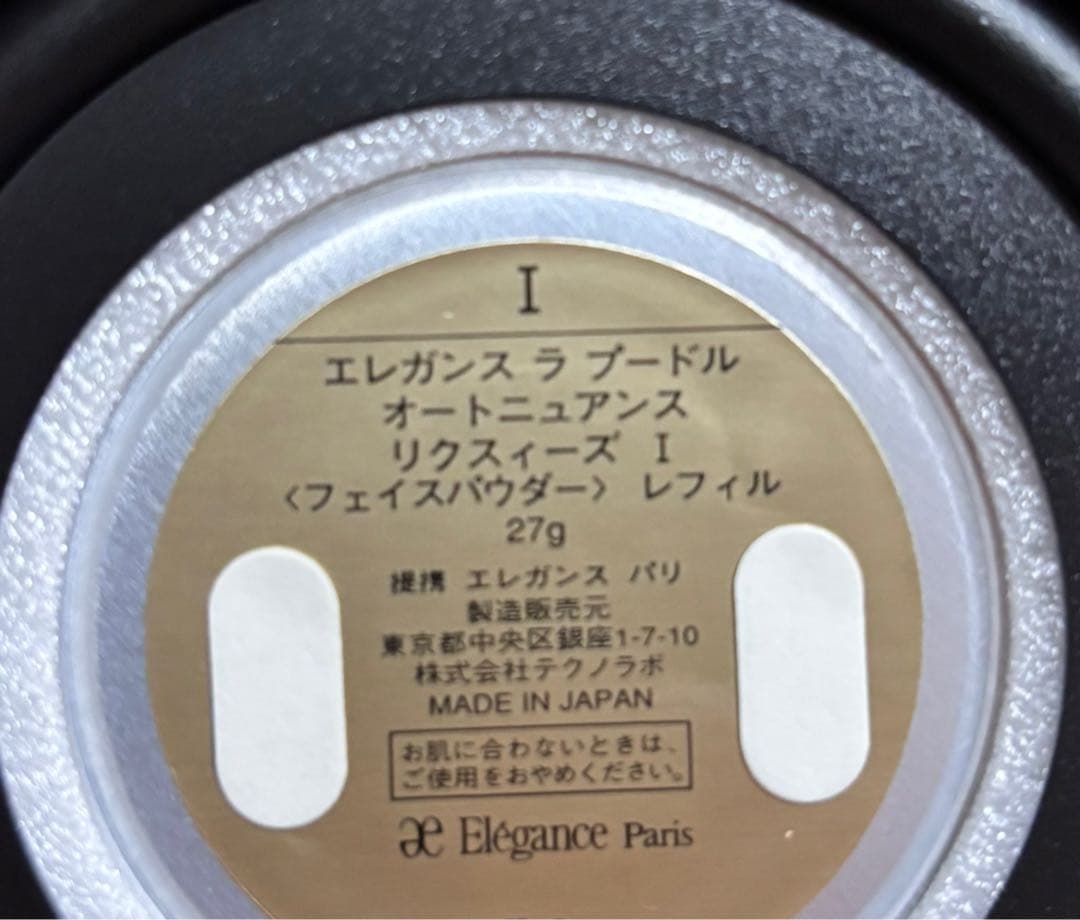 I
エレガンス ラ プードル
オートニュアンス
リクスィーズ I
〈フェイスパウダー〉 レフィル
27g
提携 エレガンス パリ
製造販売元
東京都中央区銀座1-7-10
株式会社テクノラボ
MADE IN JAPAN
お肌に合わないときは、
ご使用をおやめください。
æ Elégance Paris